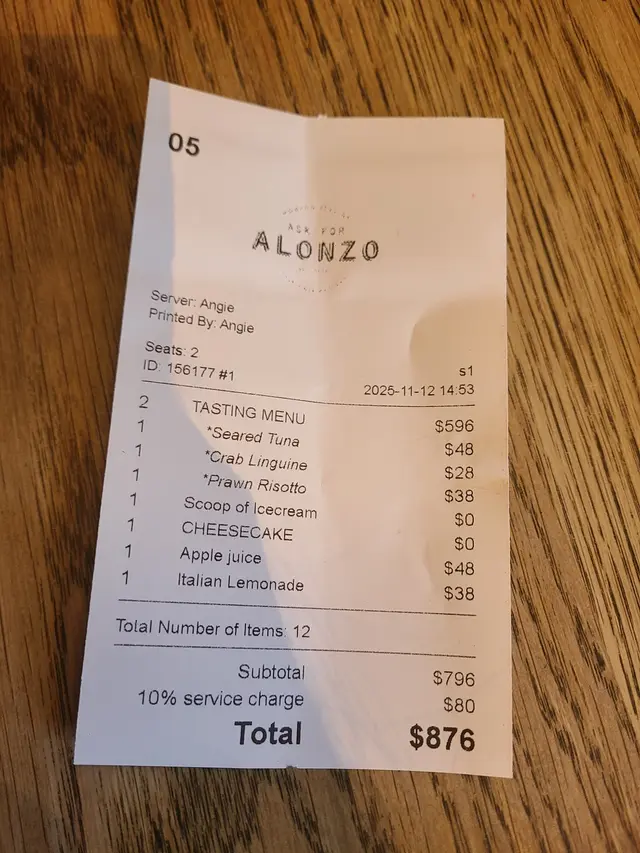 05
ASK FOR
ALONZO
Server: Angie
Printed By: Angie
Seats: 2
s1
ID: 156177 #1
2025-11-12 14:53
2 TASTING MENU $596
1 *Seared Tuna $48
1 *Crab Linguine $28
1 *Prawn Risotto $38
1 Scoop of Icecream $0
1 CHEESECAKE $0
1 Apple juice $48
1 Italian Lemonade $38
Total Number of Items: 12
Subtotal $796
10% service charge $80
Total $876